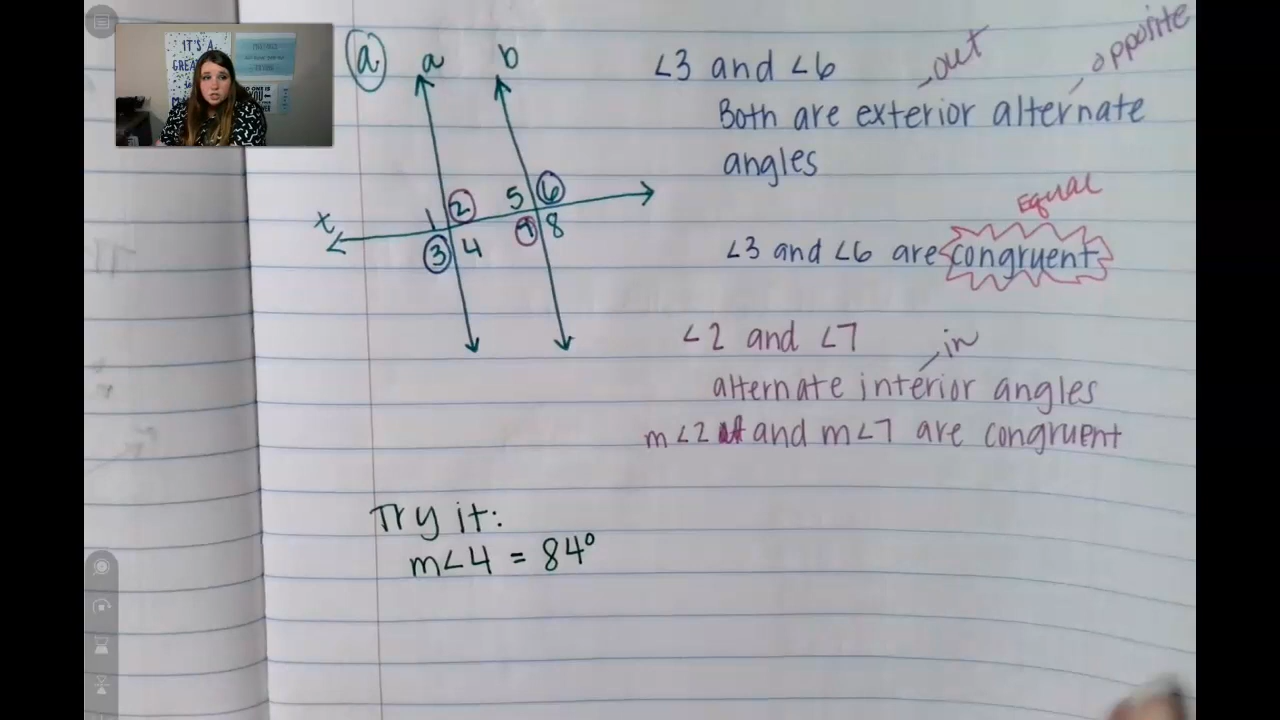 IT'S A
a
a
b
t
1
2
3
4
5
6
7
8
∠3 and ∠6
out
opposite
Both are exterior alternate
angles
Equal
∠3 and ∠6 are congruent
∠2 and ∠7
in
alternate interior angles
m∠2 and m∠7 are congruent
Try it:
m∠4 = 84°